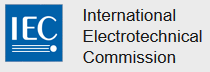 IEC
International
Electrotechnical
Commission